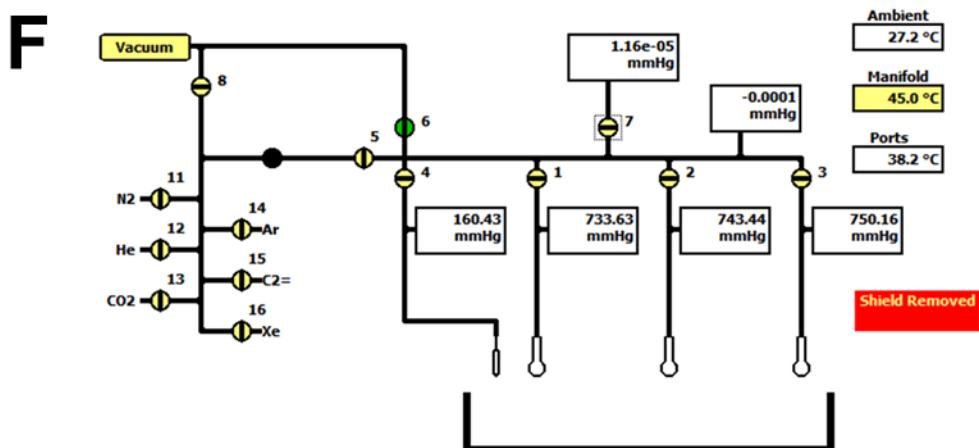 F
Vacuum
8
6
5
4
1.16e-05
mmHg
7
-0.0001
mmHg
1
2
3
Ambient
27.2 °C
Manifold
45.0 °C
Ports
38.2 °C
11
N2
12
He
13
CO2
14
Ar
15
C2=
16
Xe
160.43
mmHg
733.63
mmHg
743.44
mmHg
750.16
mmHg
Shield Removed